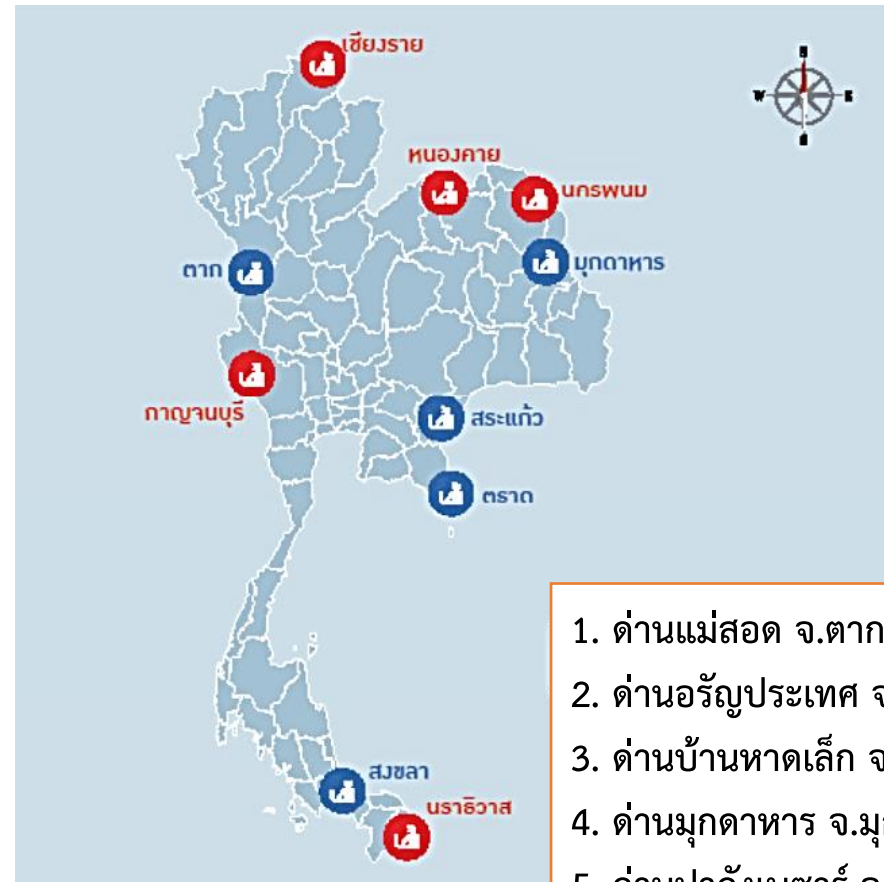 เชียงราย
หนองคาย
นครพนม
ตาก
มุกดาหาร
กาญจนบุรี
สระแก้ว
ตราด
สงขลา
นราธิวาส
W
E
1. ด่านแม่สอด จ.ตาก
2. ด่านอรัญประเทศ จ
3. ด่านบ้านหาดเล็ก จ
4. ด่านมุกดาหาร จ.มุ